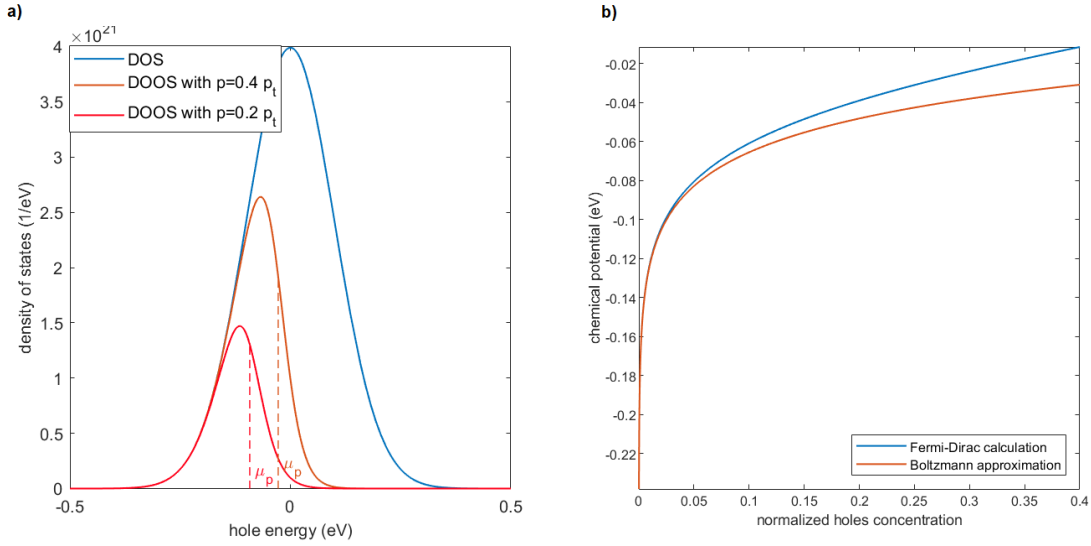 a)
×10^21
DOS
DOOS with p=0.4 p_t
DOOS with p=0.2 p_t
4
3.5
3
2.5
2
1.5
1
0.5
0
density of states (1/eV)
μ_p
μ_p
-0.5
0
0.5
hole energy (eV)
b)
-0.02
-0.04
-0.06
-0.08
-0.1
-0.12
-0.14
-0.16
-0.18
-0.2
-0.22
chemical potential (eV)
Fermi-Dirac calculation
Boltzmann approximation
0
0.05
0.1
0.15
0.2
0.25
0.3
0.35
0.4
normalized holes concentration